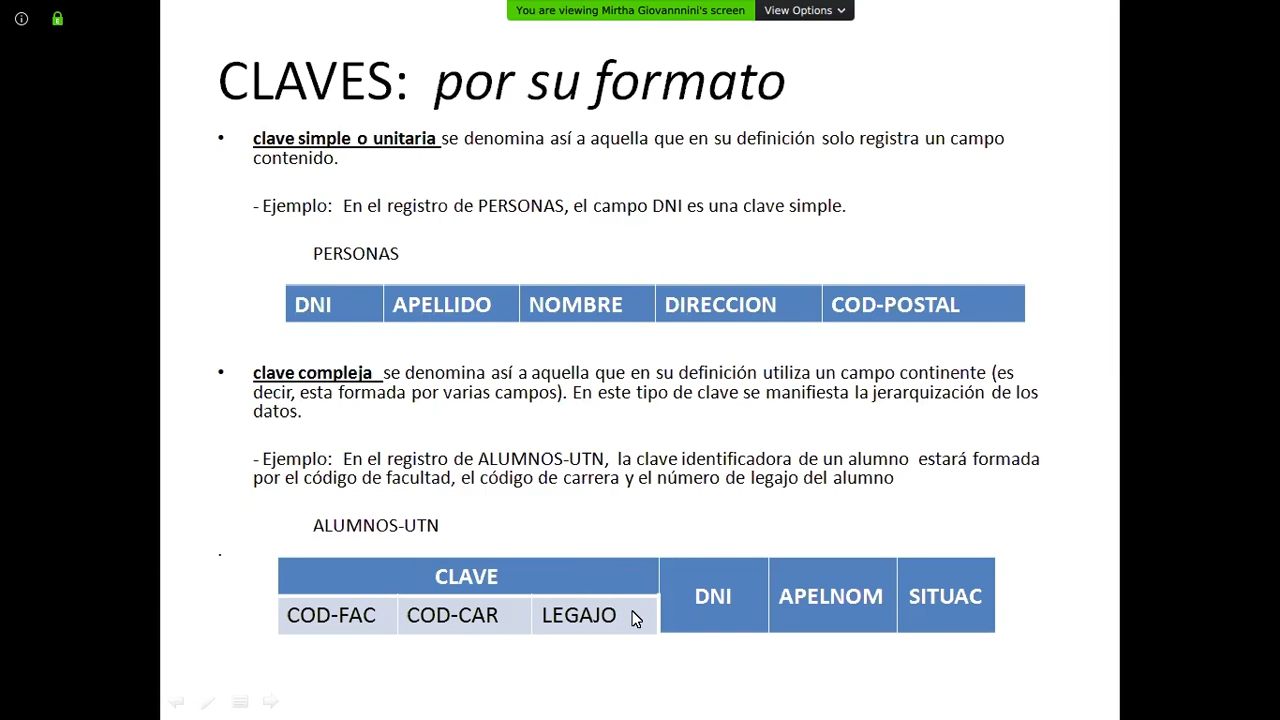 You are viewing Mirtha Giovannnini's screen
View Options
CLAVES: por su formato
• clave simple o unitaria se denomina así a aquella que en su definición solo registra un campo
contenido.
- Ejemplo: En el registro de PERSONAS, el campo DNI es una clave simple.
PERSONAS
DNI APELLIDO NOMBRE DIRECCION COD-POSTAL
• clave compleja se denomina así a aquella que en su definición utiliza un campo continente (es
decir, esta formada por varias campos). En este tipo de clave se manifiesta la jerarquización de los
datos.
- Ejemplo: En el registro de ALUMNOS-UTN, la clave identificadora de un alumno estará formada
por el código de facultad, el código de carrera y el número de legajo del alumno
ALUMNOS-UTN
.
CLAVE DNI APELNOM SITUAC
COD-FAC COD-CAR LEGAJO